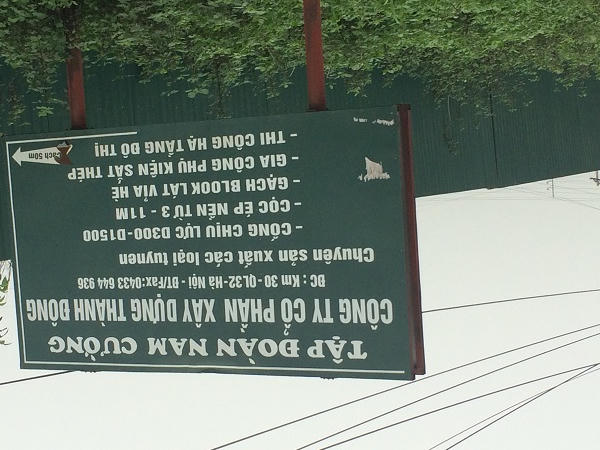 TẬP ĐOÀN NAM CƯỜNG
CÔNG TY CỔ PHẦN XÂY DỰNG THÀNH ĐÔNG
ĐC : Km 30 - QL32- Hà Nội - ĐT/Fax:0433 644 936
Chuyên sản xuất các loại tuynen
- CỐNG CHỊU LỰC D300-D1500
- CỌC ÉP NỀN TỪ 3 - 11M
- GẠCH BLOOK LÁT VỈA HÈ
- GIA CÔNG PHỤ KIỆN SẮT THÉP
- THI CÔNG HẠ TẦNG ĐÔ THỊ
Cách 50m